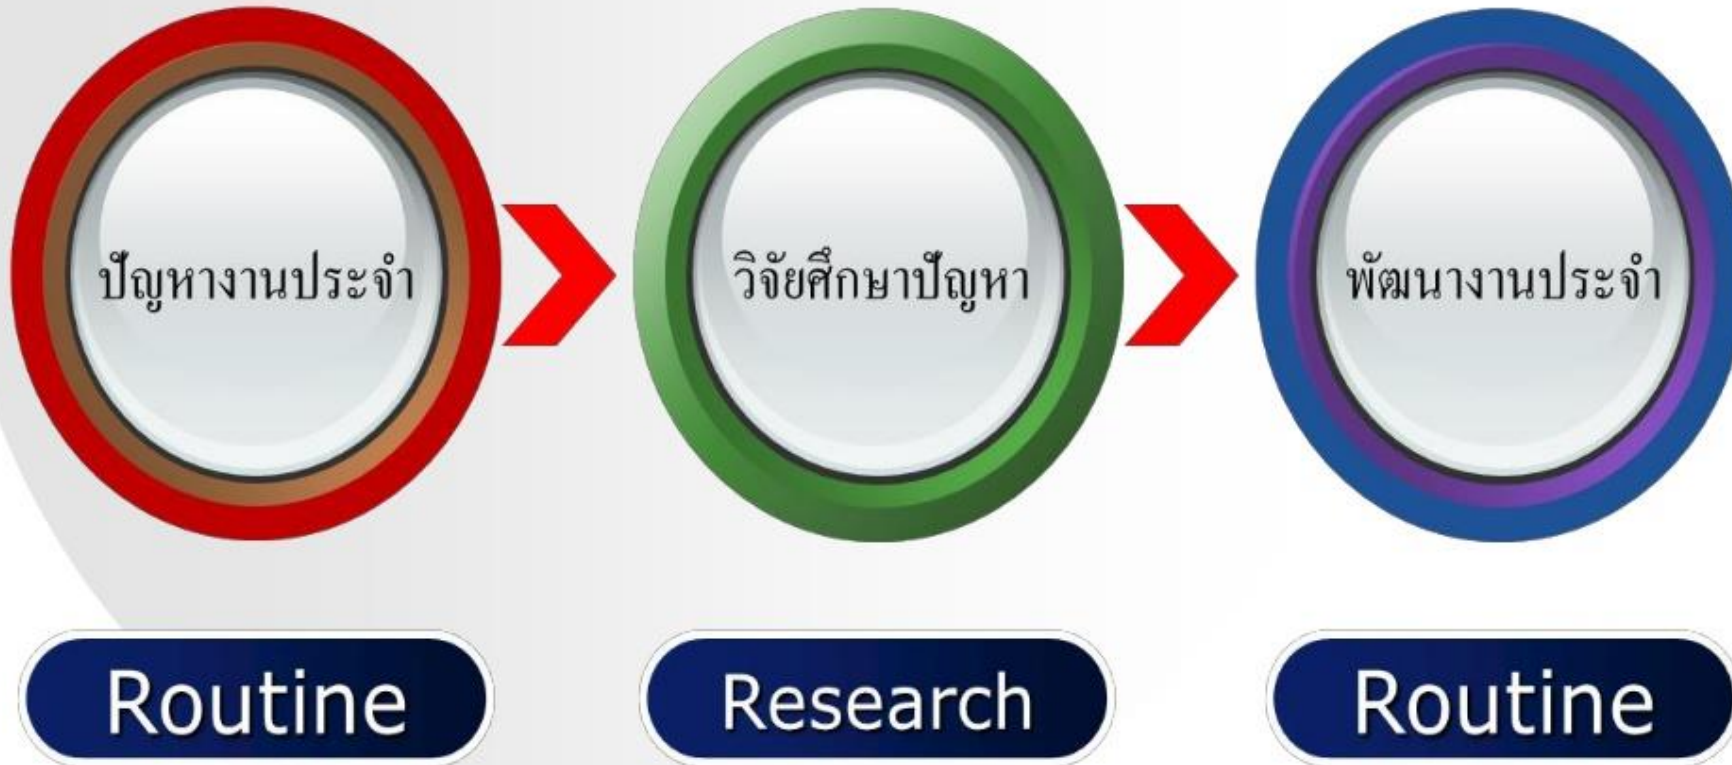 ปัญหางานประจำ
วิจัยศึกษาปัญหา
พัฒนางานประจำ
Routine
Research
Routine